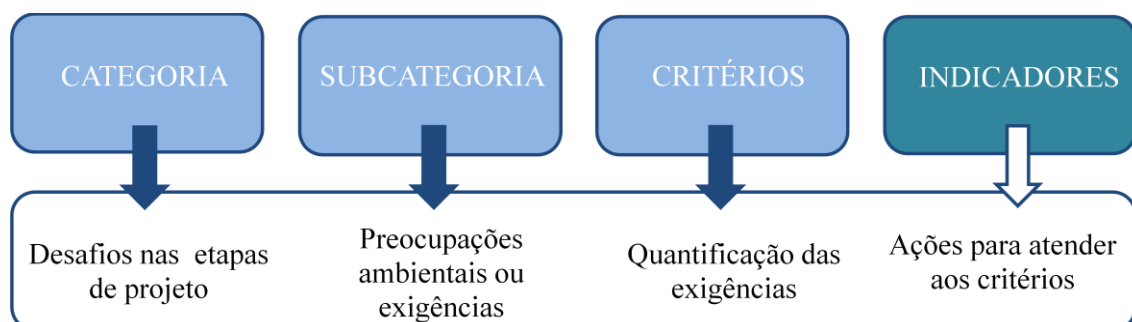 CATEGORIA
SUBCATEGORIA
CRITÉRIOS
INDICADORES
Desafios nas etapas
de projeto
Preocupações
ambientais ou
exigências
Quantificação das
exigências
Ações para atender
aos critérios